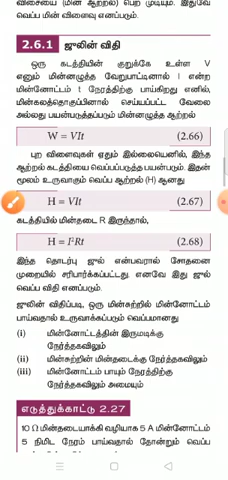 விசையை (மின் ஆற்றல்) பெற முடியும். இதுவே
வெப்ப மின் விளைவு எனப்படும்.
2.6.1 ஜூலின் விதி
ஒரு கடத்தியின் குறுக்கே உள்ள V
எனும் மின்னழுத்த வேறுபாட்டினால் I என்ற
மின்னோட்டம் t நேரத்திற்கு பாய்கிறது எனில்,
மின்கலத்தொகுப்பினால் செய்யப்பட்ட வேலை
அல்லது பயன்படுத்தப்படும் மின்னழுத்த ஆற்றல்
W = VIt (2.66)
புற விளைவுகள் ஏதும் இல்லையெனில், இந்த
ஆற்றல் கடத்தியை வெப்பப்படுத்த பயன்படும். இதன்
மூலம் உருவாகும் வெப்ப ஆற்றல் (H) ஆனது
H = VIt (2.67)
கடத்தியில் மின்தடை R இருந்தால்,
H = I²Rt (2.68)
இந்த தொடர்பு ஜூல் என்பவரால் சோதனை
முறையில் சரிபார்க்கப்பட்டது. எனவே இது ஜூல்
வெப்ப விதி எனப்படும்.
ஜூலின் விதிப்படி, ஒரு மின்சுற்றில் மின்னோட்டம்
பாய்வதால் உருவாக்கப்படும் வெப்பமானது
(i) மின்னோட்டத்தின் இருமடிக்கு
நேர்த்தகவிலும்
(ii) மின்சுற்றின் மின்தடைக்கு நேர்த்தகவிலும்
(iii) மின்னோட்டம் பாயும் நேரத்திற்கு
நேர்த்தகவிலும் அமையும்
எடுத்துக்காட்டு 2.27
10 Ω மின்தடையாக்கி வழியாக 5 A மின்னோட்டம்
5 நிமிட நேரம் பாய்வதால் தோன்றும் வெப்ப